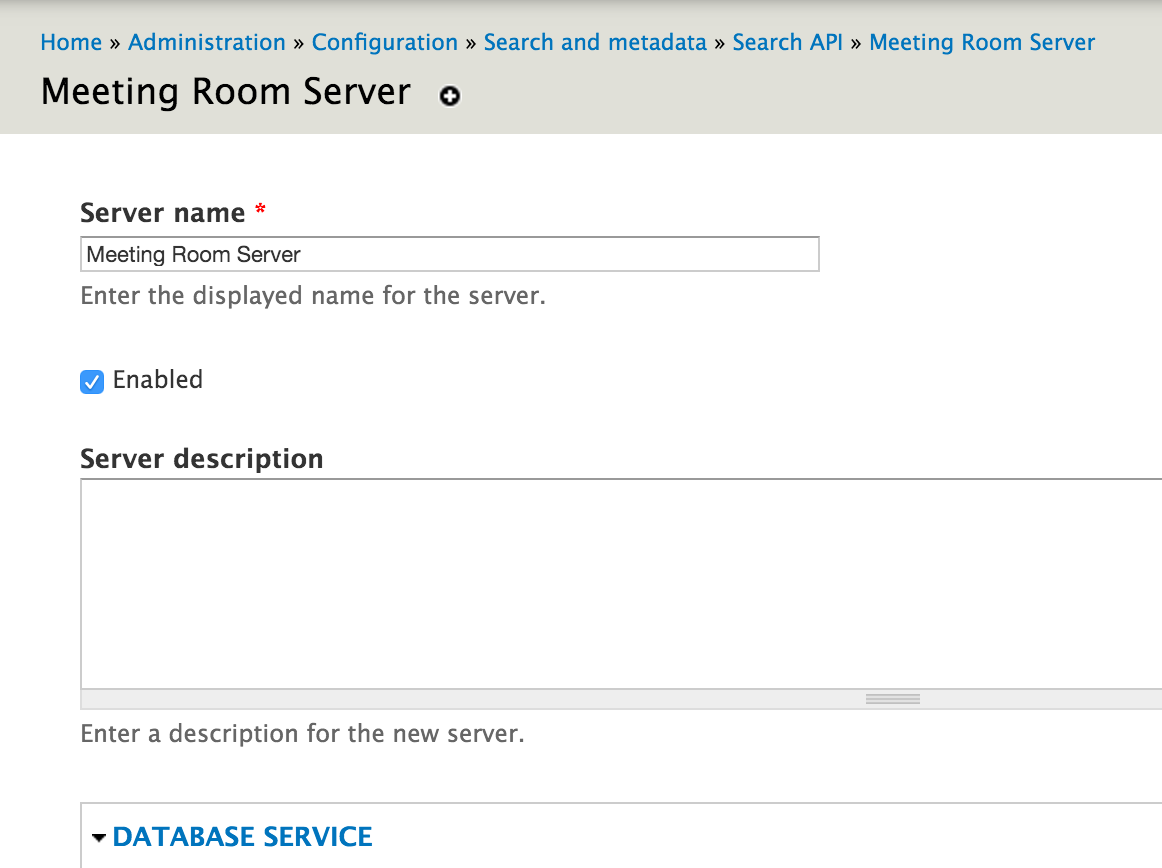 Home » Administration » Configuration » Search and metadata » Search API » Meeting Room Server
Meeting Room Server
Server name *
Meeting Room Server
Enter the displayed name for the server.
Enabled
Server description
Enter a description for the new server.
DATABASE SERVICE